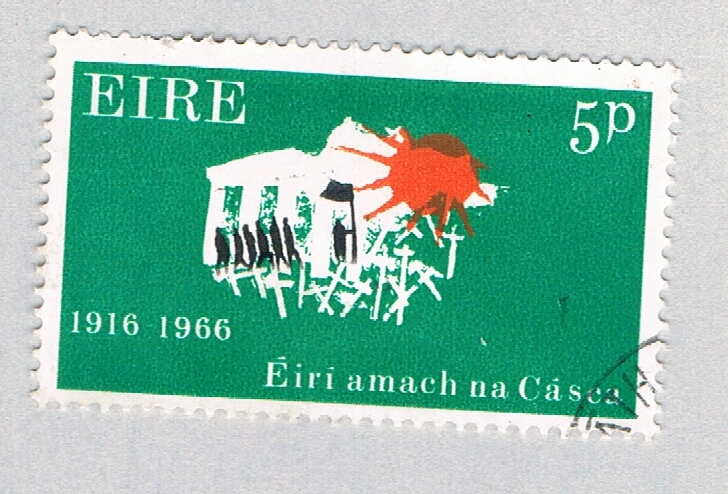 EIRE
5p
1916-1966
Éirí amach na Cásca